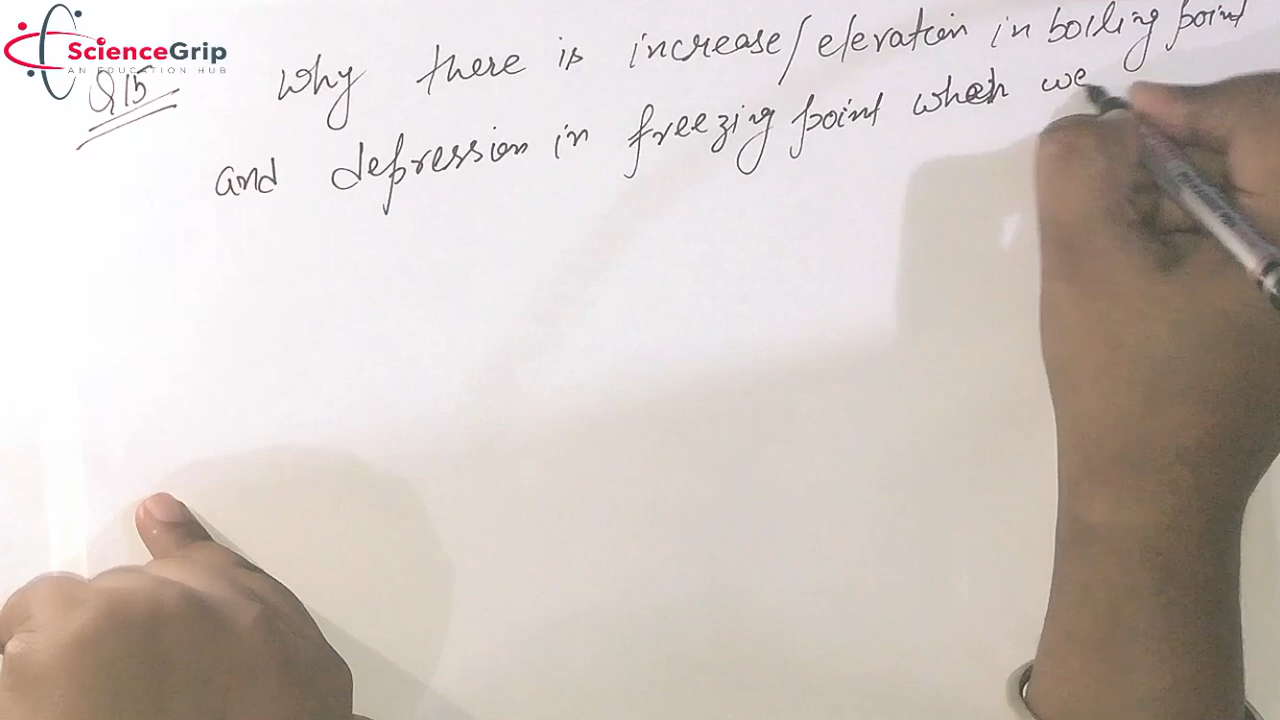 ScienceGrip
AN EDUCATION HUB
Q15 Why there is increase/elevation in boiling point
and depression in freezing point when we